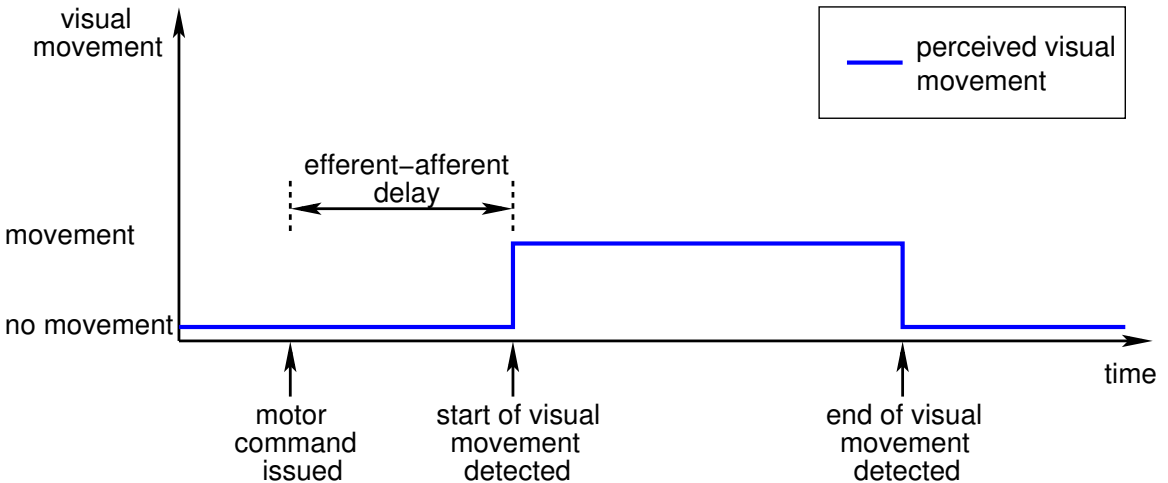 visual
movement
perceived visual
movement
efferent−afferent
delay
movement
no movement
time
motor
command
issued
start of visual
movement
detected
end of visual
movement
detected